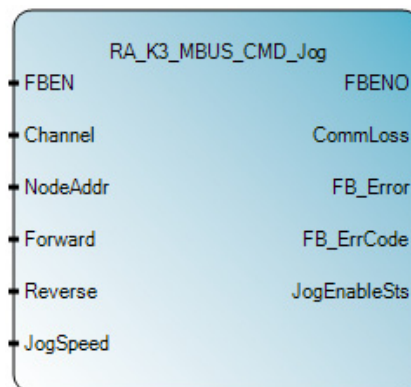 RA_K3_MBUS_CMD_Jog
FBEN FBENO
Channel CommLoss
NodeAddr FB_Error
Forward FB_ErrCode
Reverse JogEnableSts
JogSpeed